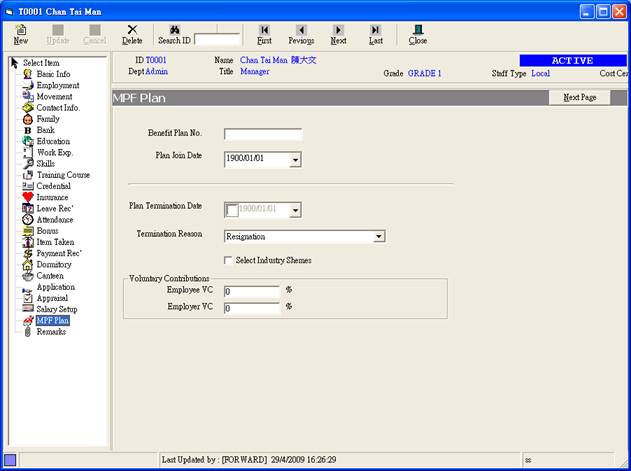 T0001 Chan Tai Man
New Update Cancel Delete Search ID First Pevious Next Last Close
Select Item
Basic Info
Employment
Movement
Contact Info.
Family
Bank
Education
Work Exp.
Skills
Training Course
Credential
Insurance
Leave Rec'
Attendance
Bonus
Item Taken
Payment Rec'
Dormitory
Canteen
Application
Appraisal
Salary Setup
MPF Plan
Remarks
ID T0001 Name Chan Tai Man 陳大文 ACTIVE
Dept Admin Title Manager Grade GRADE 1 Staff Type Local Cost Cen
MPF Plan Next Page
Benefit Plan No.
Plan Join Date 1900/01/01
Plan Termination Date 1900/01/01
Termination Reason Resignation
Select Industry Shemes
Voluntary Contributions
Employee VC 0 %
Employer VC 0 %
Last Updated by : [FORWARD] 29/4/2009 16:26:29 ss